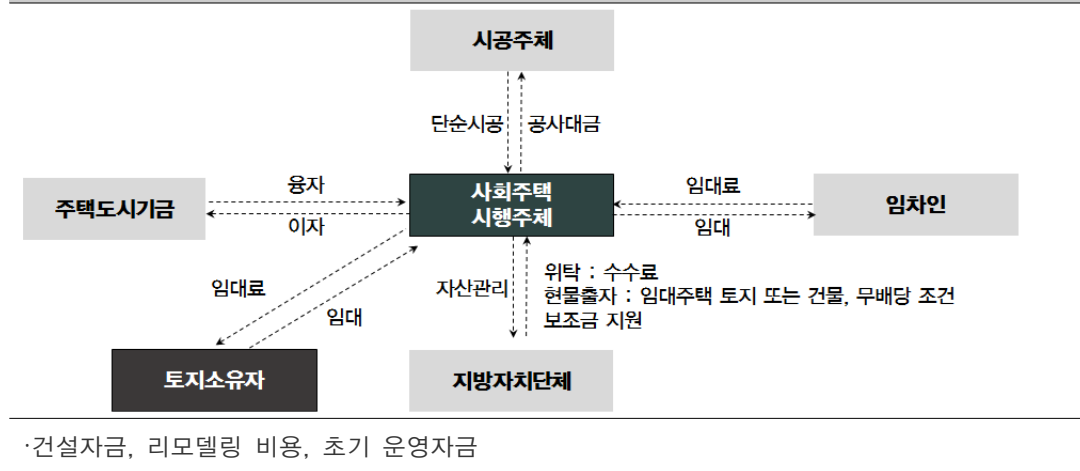 시공주체
단순시공
공사대금
주택도시기금
융자
이자
사회주택
시행주체
임대료
임대
임차인
임대료
임대
자산관리
위탁 : 수수료
현물출자 : 임대주택 토지 또는 건물, 무배당 조건
보조금 지원
토지소유자
지방자치단체
·건설자금, 리모델링 비용, 초기 운영자금